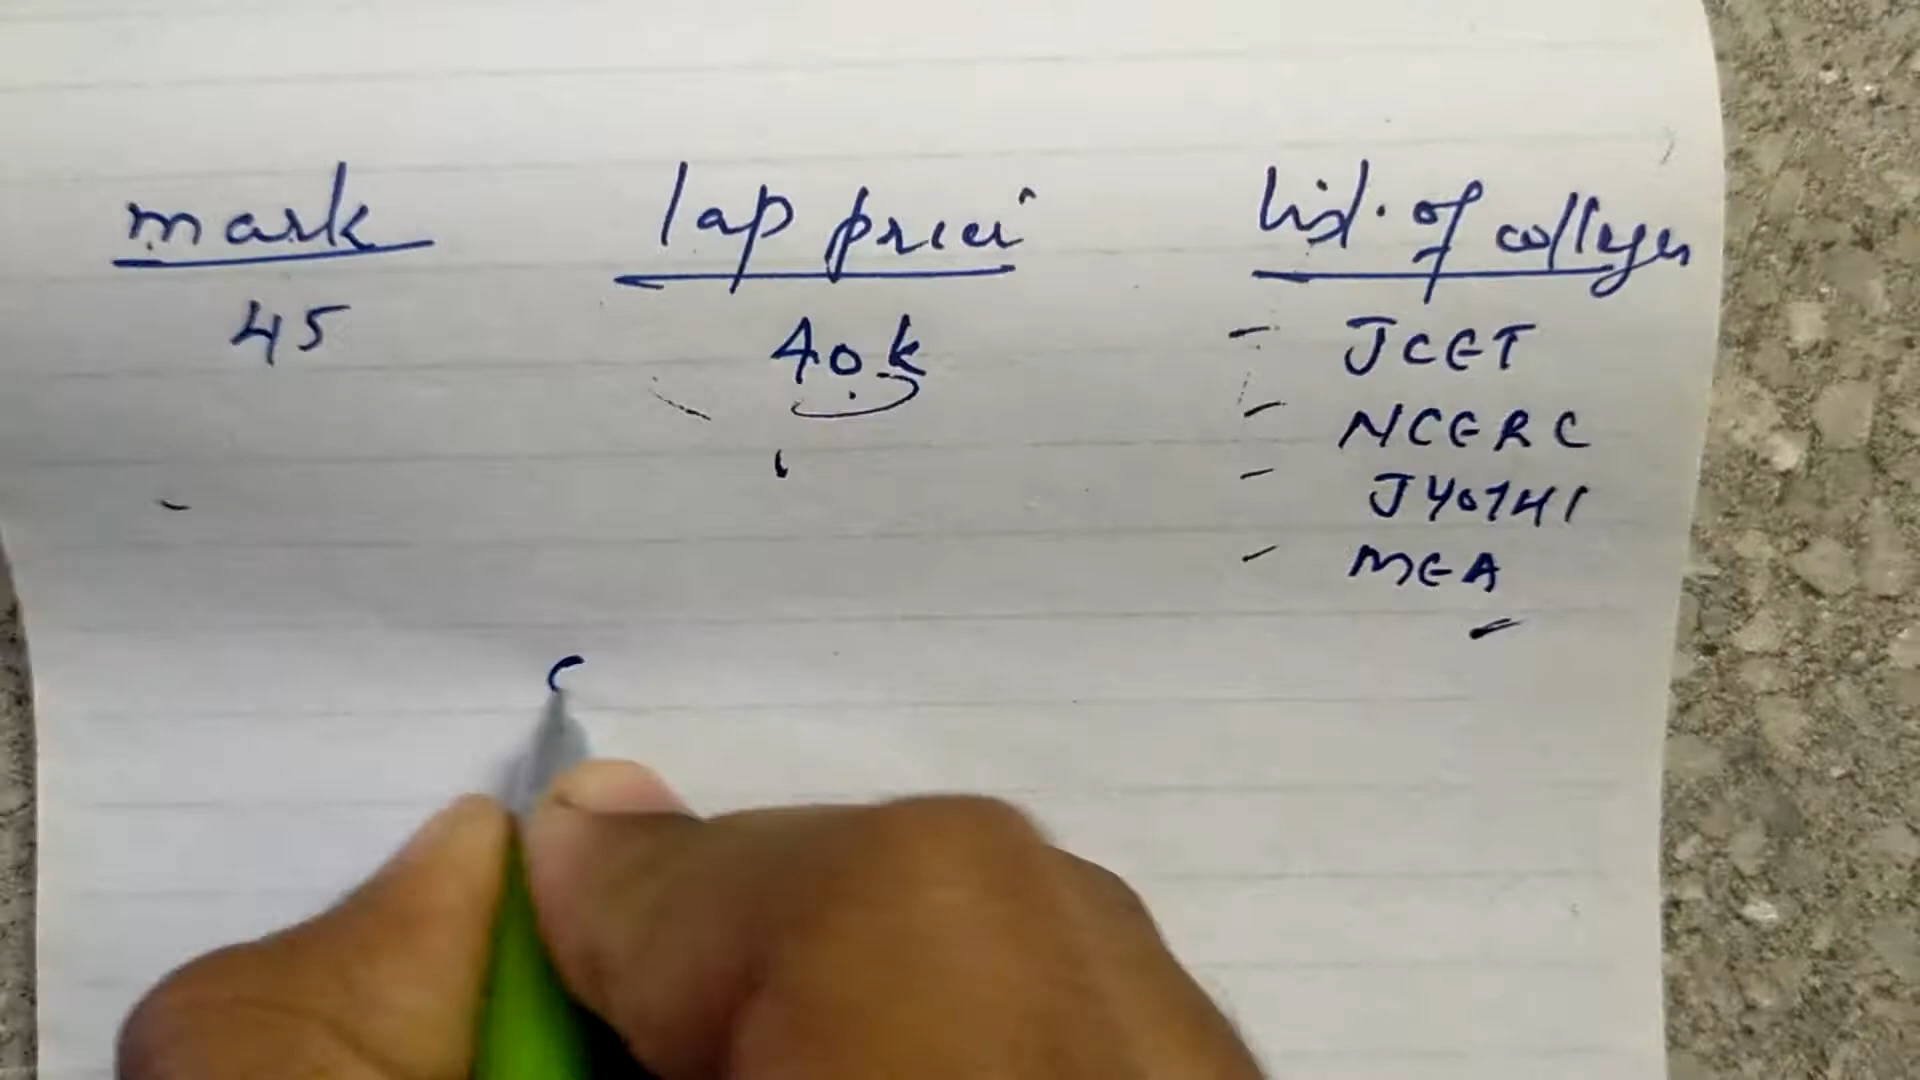 mark
45
lap price
40k
list of colleges
- JCET
- NCERC
- JYOTHI
- MEA